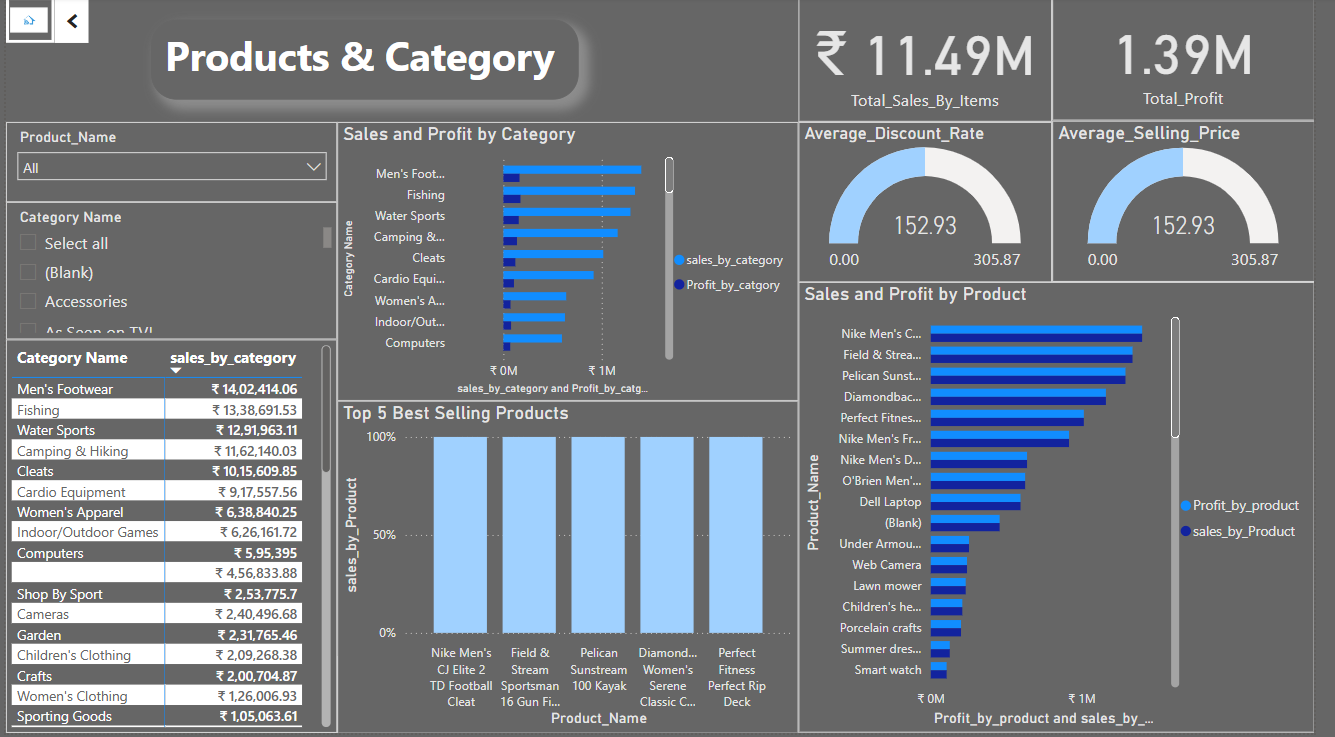 Products & Category
₹ 11.49M
Total_Sales_By_Items
1.39M
Total_Profit
Product_Name
All
Category Name
Select all
(Blank)
Accessories
As Seen on TV!
Category Name sales_by_category
Men's Footwear ₹ 14,02,414.06
Fishing ₹ 13,38,691.53
Water Sports ₹ 12,91,963.11
Camping & Hiking ₹ 11,62,140.03
Cleats ₹ 10,15,609.85
Cardio Equipment ₹ 9,17,557.56
Women's Apparel ₹ 6,38,840.25
Indoor/Outdoor Games ₹ 6,26,161.72
Computers ₹ 5,95,395
₹ 4,56,833.88
Shop By Sport ₹ 2,53,775.7
Cameras ₹ 2,40,496.68
Garden ₹ 2,31,765.46
Children's Clothing ₹ 2,09,268.38
Crafts ₹ 2,00,704.87
Women's Clothing ₹ 1,26,006.93
Sporting Goods ₹ 1,05,063.61
Sales and Profit by Category
Category Name
Men's Foot...
Fishing
Water Sports
Camping &...
Cleats
Cardio Equi...
Women's A...
Indoor/Out...
Computers
₹ 0M ₹ 1M
sales_by_category and Profit_by_catg...
sales_by_category
Profit_by_catgory
Top 5 Best Selling Products
sales_by_Product
100%
50%
0%
Nike Men's CJ Elite 2 TD Football Cleat
Field & Stream Sportsman 16 Gun Fi...
Pelican Sunstream 100 Kayak
Diamond... Women's Serene Classic C...
Perfect Fitness Perfect Rip Deck
Product_Name
Average_Discount_Rate
152.93
0.00 305.87
Average_Selling_Price
152.93
0.00 305.87
Sales and Profit by Product
Product_Name
Nike Men's C...
Field & Strea...
Pelican Sunst...
Diamondbac...
Perfect Fitnes...
Nike Men's Fr...
Nike Men's D...
O'Brien Men'...
Dell Laptop
(Blank)
Under Armou...
Web Camera
Lawn mower
Children's he...
Porcelain crafts
Summer dres...
Smart watch
₹ 0M ₹ 1M
Profit_by_product and sales_by_...
Profit_by_product
sales_by_Product